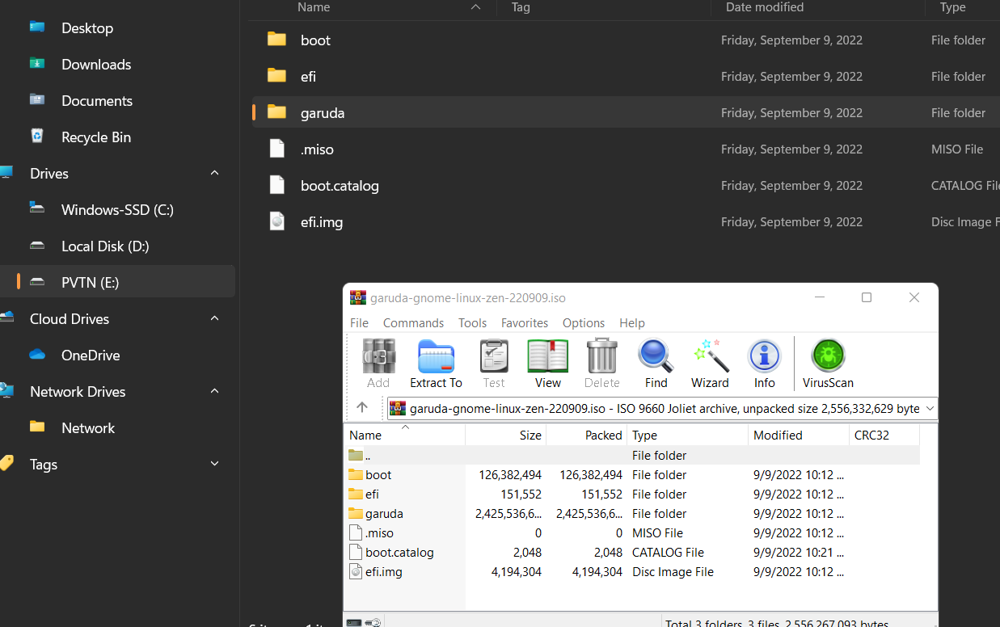 Name Tag Date modified Type
Desktop
Downloads
Documents
Recycle Bin
Drives
Windows-SSD (C:)
Local Disk (D:)
PVTN (E:)
Cloud Drives
OneDrive
Network Drives
Network
Tags
boot Friday, September 9, 2022 File folder
efi Friday, September 9, 2022 File folder
garuda Friday, September 9, 2022 File folder
.miso Friday, September 9, 2022 MISO File
boot.catalog Friday, September 9, 2022 CATALOG File
efi.img Friday, September 9, 2022 Disc Image F
garuda-gnome-linux-zen-220909.iso
File Commands Tools Favorites Options Help
Add Extract To Test View Delete Find Wizard Info VirusScan
garuda-gnome-linux-zen-220909.iso - ISO 9660 Joliet archive, unpacked size 2,556,332,629 byte
Name Size Packed Type Modified CRC32
.. File folder
boot 126,382,494 126,382,494 File folder 9/9/2022 10:12 ...
efi 151,552 151,552 File folder 9/9/2022 10:12 ...
garuda 2,425,536,6... 2,425,536,6... File folder 9/9/2022 10:12 ...
.miso 0 0 MISO File 9/9/2022 10:12 ...
boot.catalog 2,048 2,048 CATALOG File 9/9/2022 10:21 ...
efi.img 4,194,304 4,194,304 Disc Image File 9/9/2022 10:12 ...
Total 3 folders, 3 files, 2,556,267,093 bytes